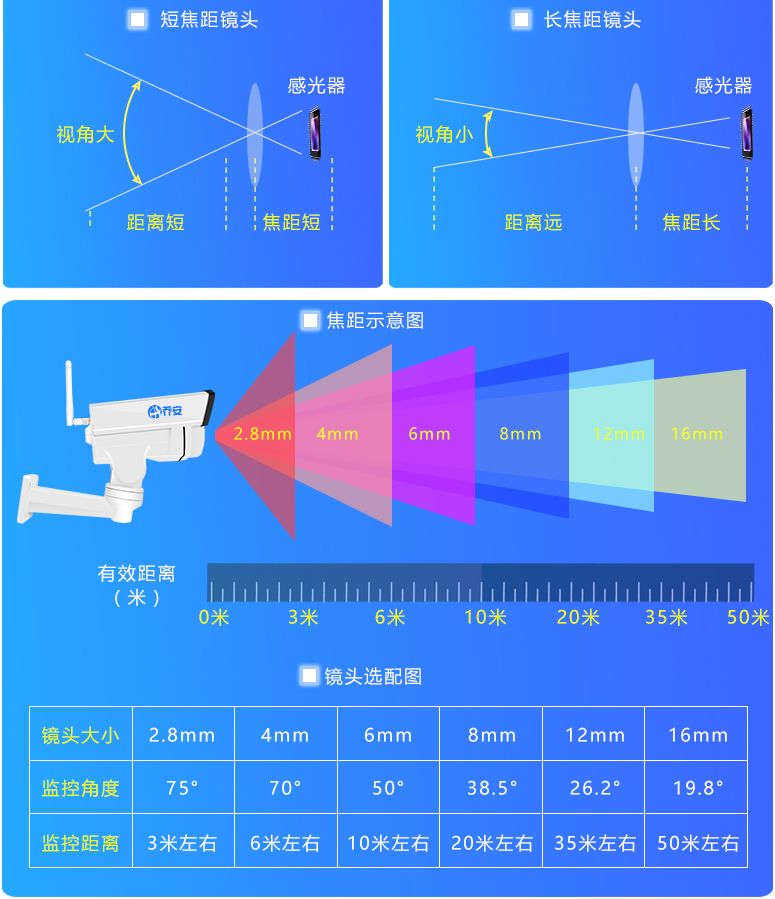 短焦距镜头
感光器
视角大
距离短 焦距短
长焦距镜头
感光器
视角小
距离远 焦距长
焦距示意图
乔安
2.8mm 4mm 6mm 8mm 12mm 16mm
有效距离
（米）
0米 3米 6米 10米 20米 35米 50米
镜头选配图
镜头大小 2.8mm 4mm 6mm 8mm 12mm 16mm
监控角度 75° 70° 50° 38.5° 26.2° 19.8°
监控距离 3米左右 6米左右 10米左右 20米左右 35米左右 50米左右